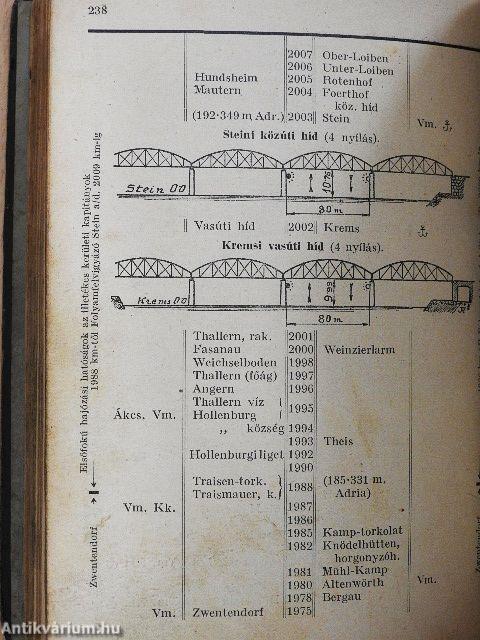 238
2007 Ober-Loiben
2006 Unter-Loiben
Hundsheim 2005 Rotenhof
Mautern 2004 Foerthof
köz. híd
(192·349 m Adr.) 2003 Stein Vm.
Steini közúti híd (4 nyílás).
Stein 00
10·75
80 m
Vasúti híd 2002 Krems
Kremsi vasúti híd (4 nyílás).
Krems 00
9,99
80 m
Thallern, rak. 2001
Fasanau 2000 Weinzierlarm
Weichselboden 1998
Thallern (főág) 1997
Angern 1996
Thallern víz
Ákcs. Vm. Hollenburg } 1995
„ község 1994
1993 Theis
Hollenburgi liget 1992
1990
Traisen-tork. } 1988 (185·331 m.
Traismauer, k. Adria)
Vm. Kk. 1987
1986
1985 Kamp-torkolat
1982 Knödelhütten,
horgonyzóh.
1981 Mühl-Kamp
1980 Altenwörth Vm.
1978 Bergau
Vm. Zwentendorf 1975
Elsőfokú hajózási hatóságok az illetékes kerületi kapitányok
Zwentendorf 1988 km-től Folyamfelvigyázó Stein a/d. 2009 km-ig
Antikvárium.hu